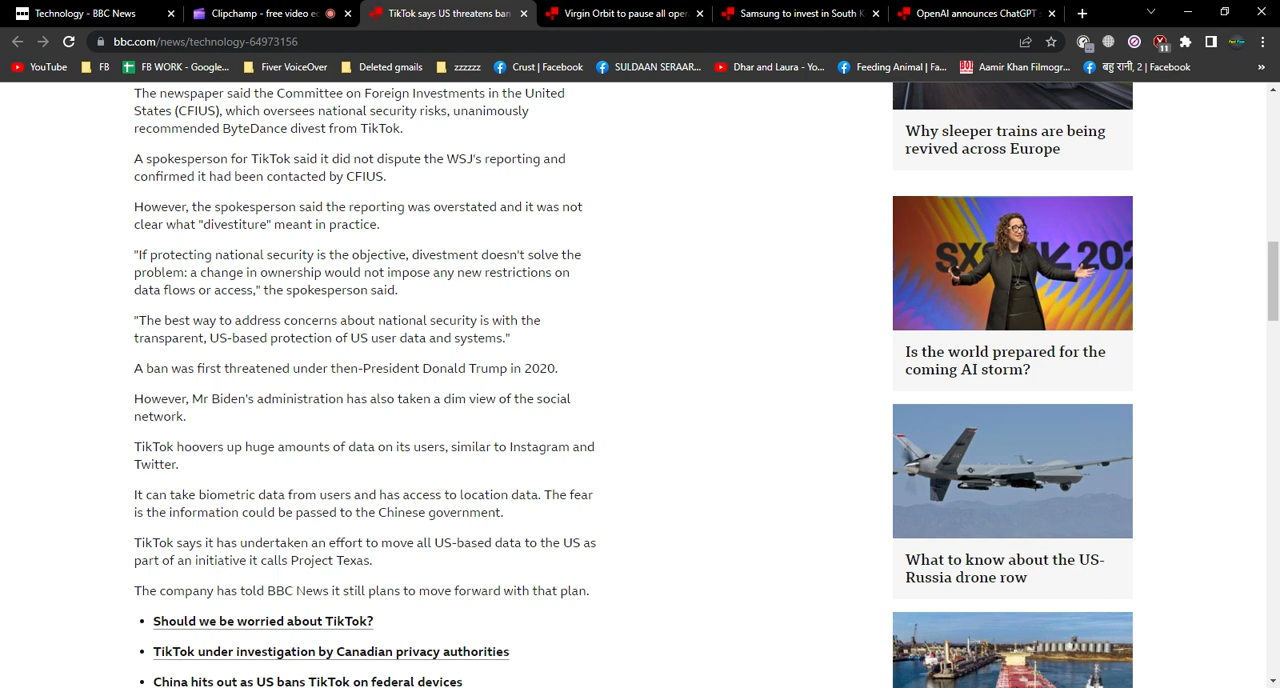 Technology - BBC News
Clipchamp - free video e
TikTok says US threatens ban
Virgin Orbit to pause all oper
Samsung to invest in South K
OpenAI announces ChatGPT
bbc.com/news/technology-64973156
11
YouTube
FB
FB WORK - Google...
Fiver VoiceOver
Deleted gmails
zzzzzz
Crust | Facebook
SULDAAN SERAAR...
Dhar and Laura - Yo...
Feeding Animal | Fa...
Aamir Khan Filmogr...
बहु रानी, 2 | Facebook
»
The newspaper said the Committee on Foreign Investments in the United
States (CFIUS), which oversees national security risks, unanimously
recommended ByteDance divest from TikTok.
A spokesperson for TikTok said it did not dispute the WSJ's reporting and
confirmed it had been contacted by CFIUS.
However, the spokesperson said the reporting was overstated and it was not
clear what "divestiture" meant in practice.
"If protecting national security is the objective, divestment doesn't solve the
problem: a change in ownership would not impose any new restrictions on
data flows or access," the spokesperson said.
"The best way to address concerns about national security is with the
transparent, US-based protection of US user data and systems."
A ban was first threatened under then-President Donald Trump in 2020.
However, Mr Biden's administration has also taken a dim view of the social
network.
TikTok hoovers up huge amounts of data on its users, similar to Instagram and
Twitter.
It can take biometric data from users and has access to location data. The fear
is the information could be passed to the Chinese government.
TikTok says it has undertaken an effort to move all US-based data to the US as
part of an initiative it calls Project Texas.
The company has told BBC News it still plans to move forward with that plan.
• Should we be worried about TikTok?
• TikTok under investigation by Canadian privacy authorities
• China hits out as US bans TikTok on federal devices
Why sleeper trains are being
revived across Europe
Is the world prepared for the
coming AI storm?
What to know about the US-
Russia drone row